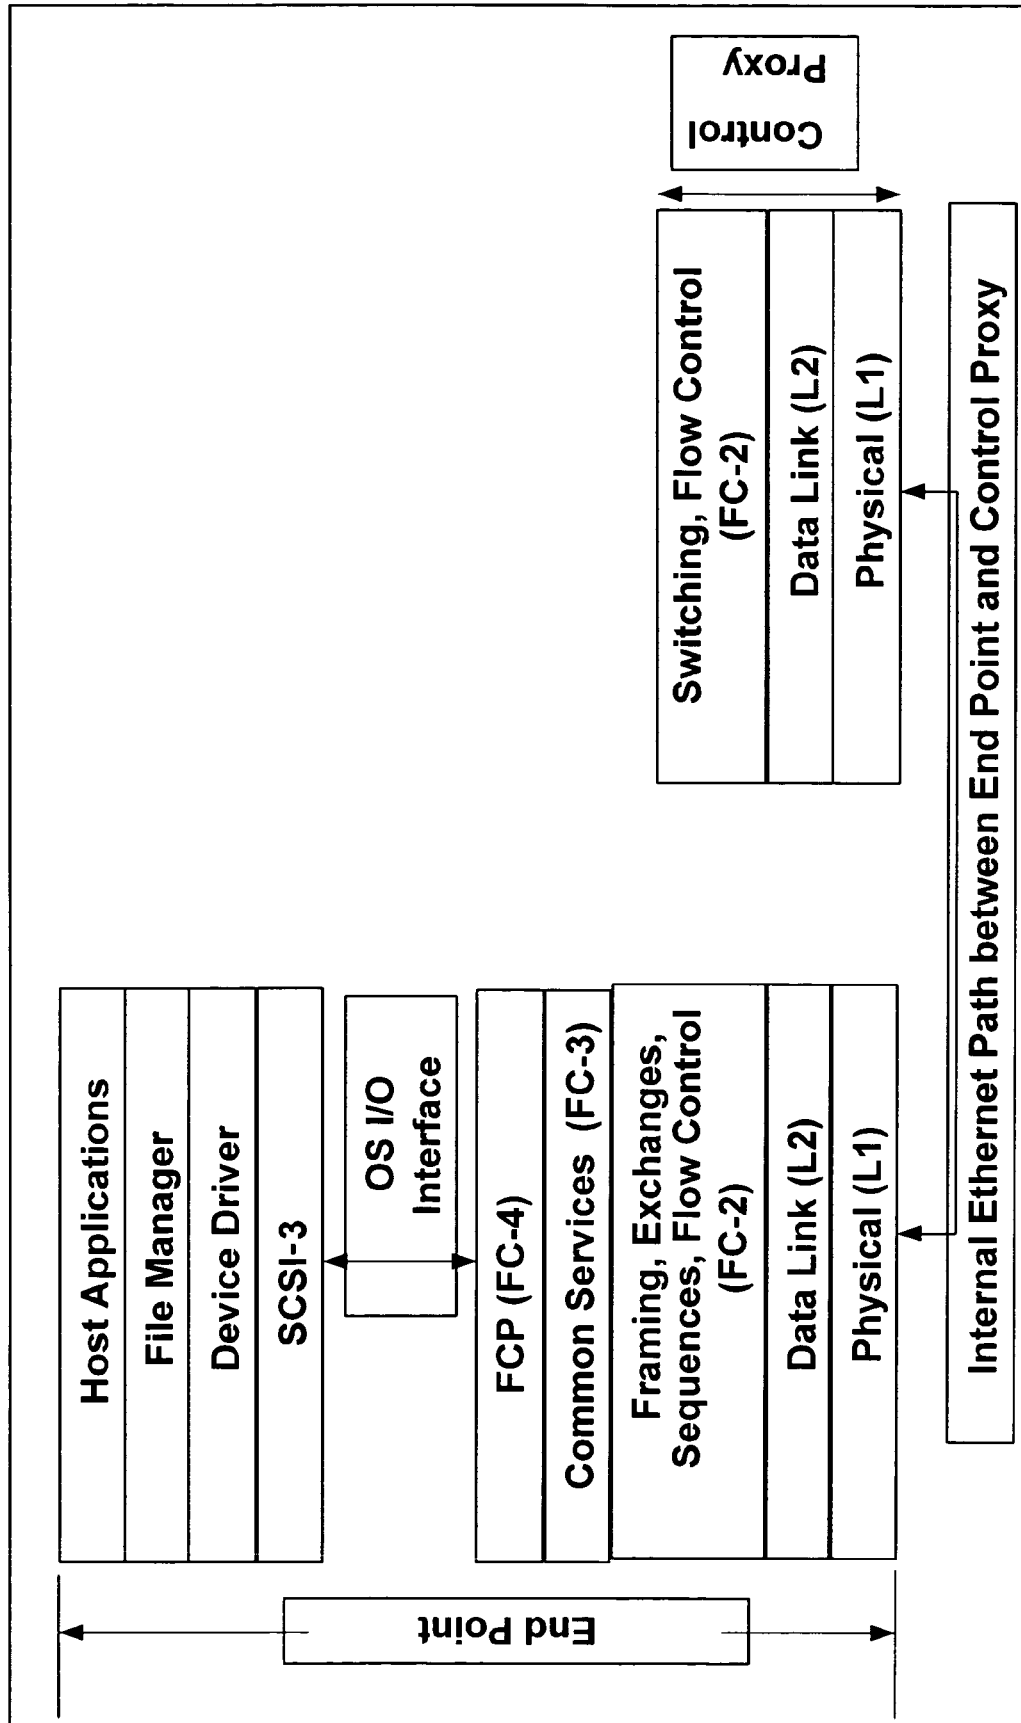 Host Applications
File Manager
Device Driver
SCSI-3
OS I/O
Interface
FCP (FC-4)
Common Services (FC-3)
Framing, Exchanges,
Sequences, Flow Control
(FC-2)
Data Link (L2)
Physical (L1)
End Point
Switching, Flow Control
(FC-2)
Data Link (L2)
Physical (L1)
Control
Proxy
Internal Ethernet Path between End Point and Control Proxy